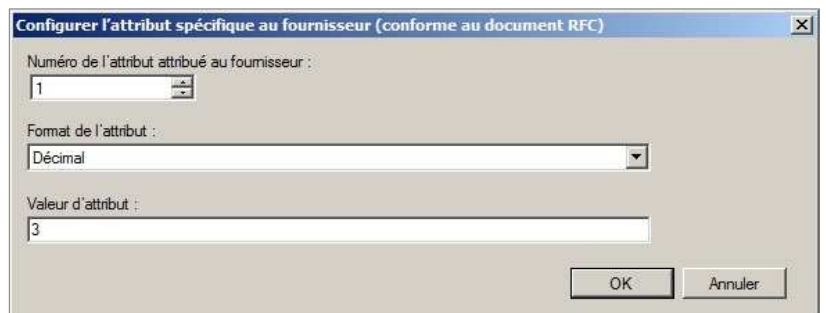 Configurer l'attribut spécifique au fournisseur (conforme au document RFC)
Numéro de l'attribut attribué au fournisseur :
1
Format de l'attribut :
Décimal
Valeur d'attribut :
3
OK Annuler